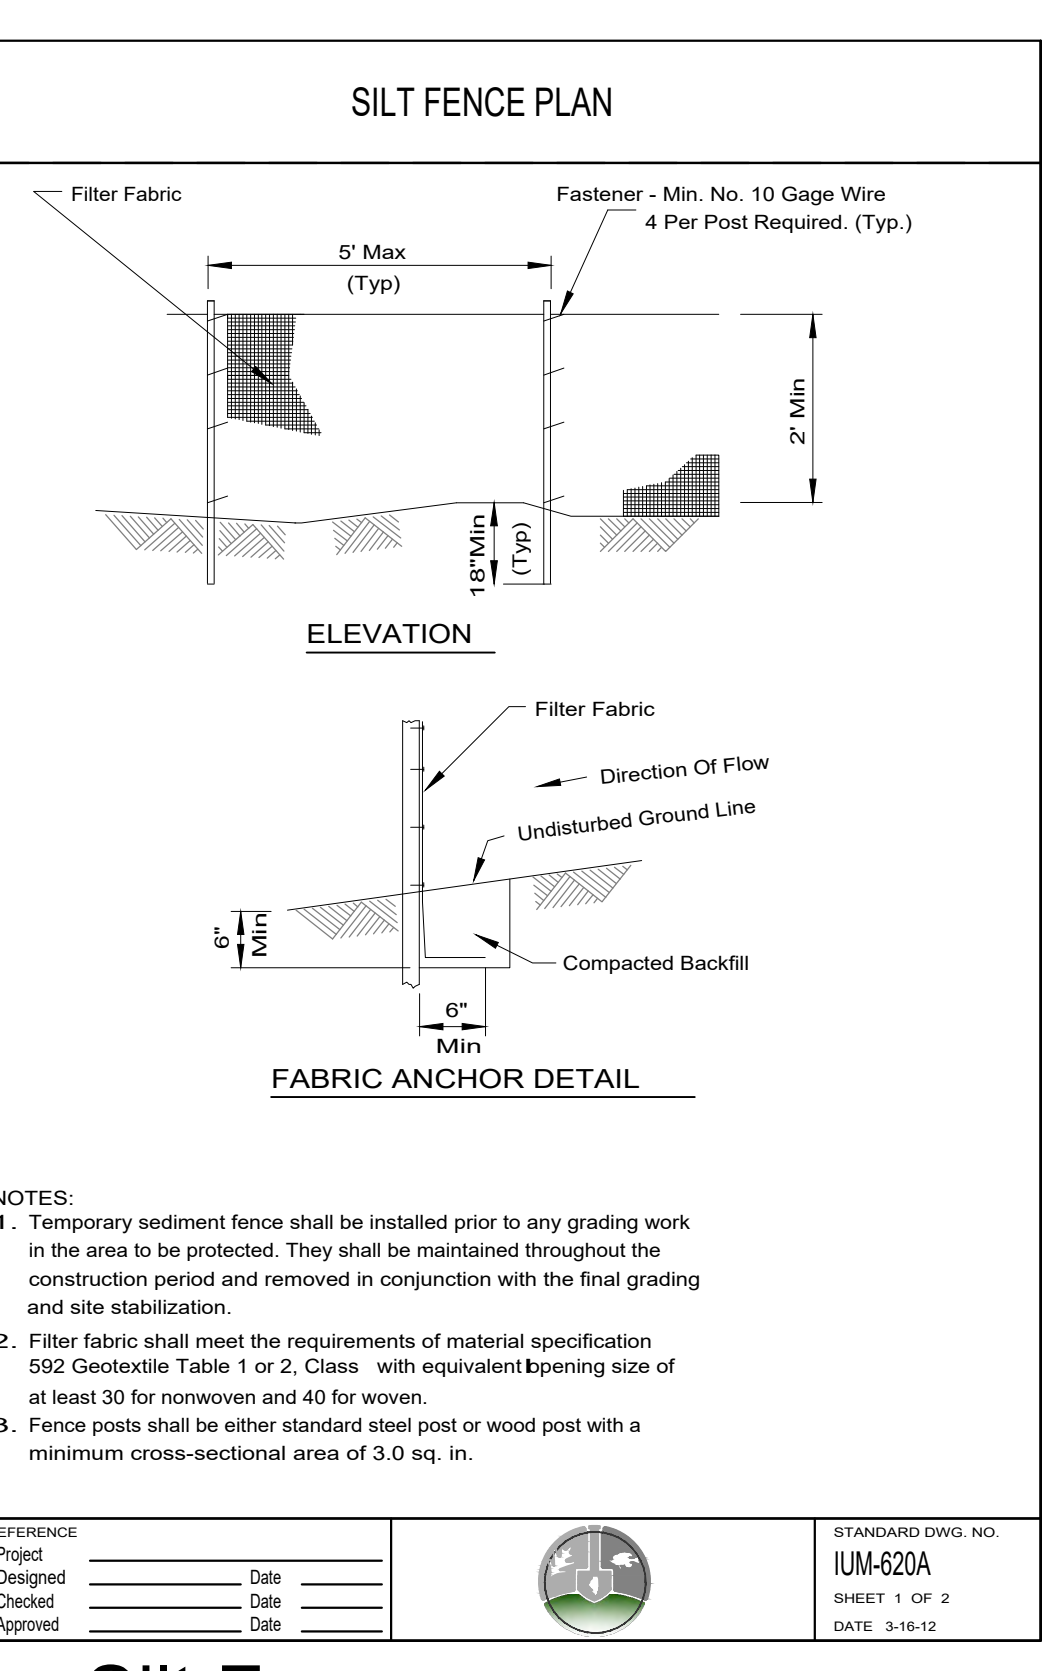 SILT FENCE PLAN
Filter Fabric
Fastener - Min. No. 10 Gage Wire
4 Per Post Required. (Typ.)
5' Max
(Typ)
2' Min
18"Min
(Typ)
ELEVATION
Filter Fabric
Direction Of Flow
Undisturbed Ground Line
6"
Min
Compacted Backfill
6"
Min
FABRIC ANCHOR DETAIL
NOTES:
1. Temporary sediment fence shall be installed prior to any grading work
in the area to be protected. They shall be maintained throughout the
construction period and removed in conjunction with the final grading
and site stabilization.
2. Filter fabric shall meet the requirements of material specification
592 Geotextile Table 1 or 2, Class with equivalent opening size of
at least 30 for nonwoven and 40 for woven.
3. Fence posts shall be either standard steel post or wood post with a
minimum cross-sectional area of 3.0 sq. in.
EFERENCE
Project
Designed Date
Checked Date
Approved Date
STANDARD DWG. NO.
IUM-620A
SHEET 1 OF 2
DATE 3-16-12